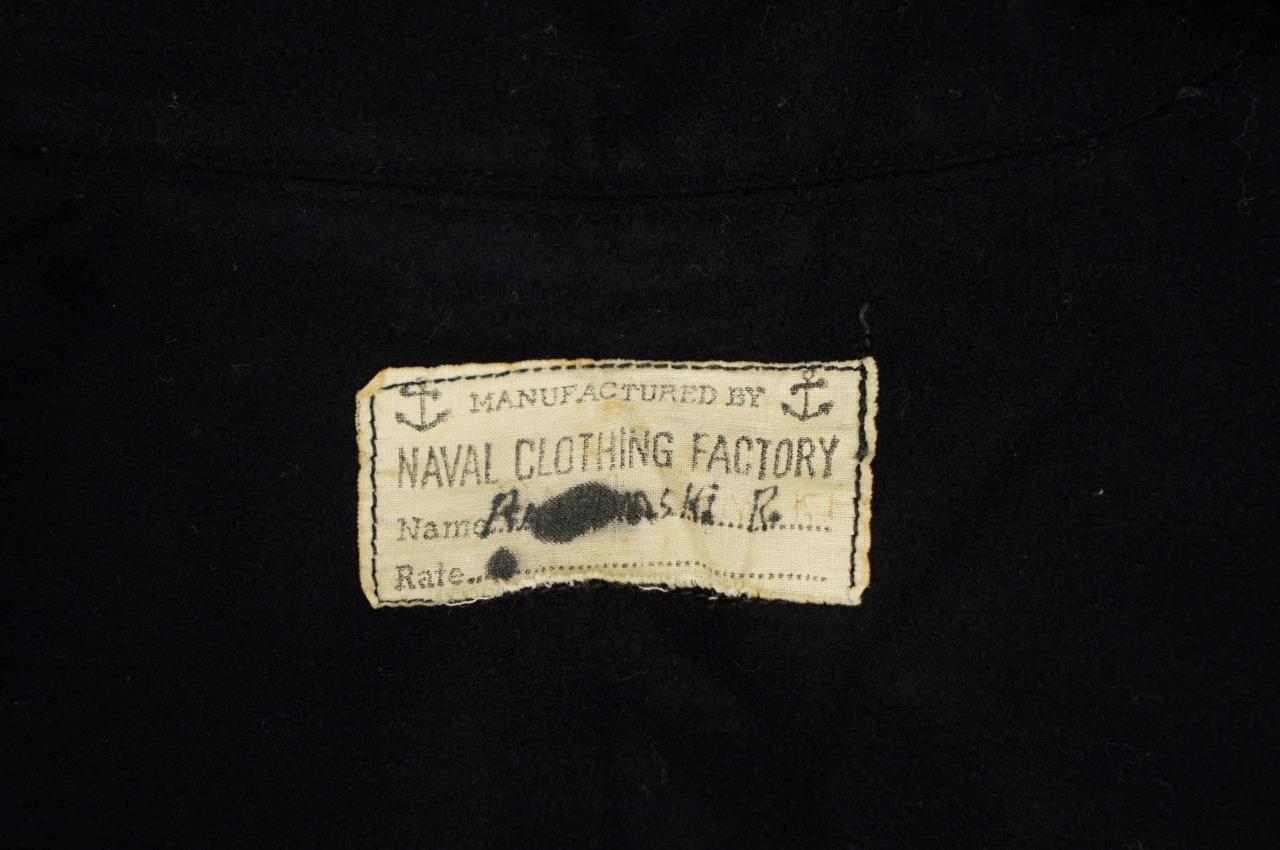 MANUFACTURED BY
NAVAL CLOTHING FACTORY
Name R.
Rate